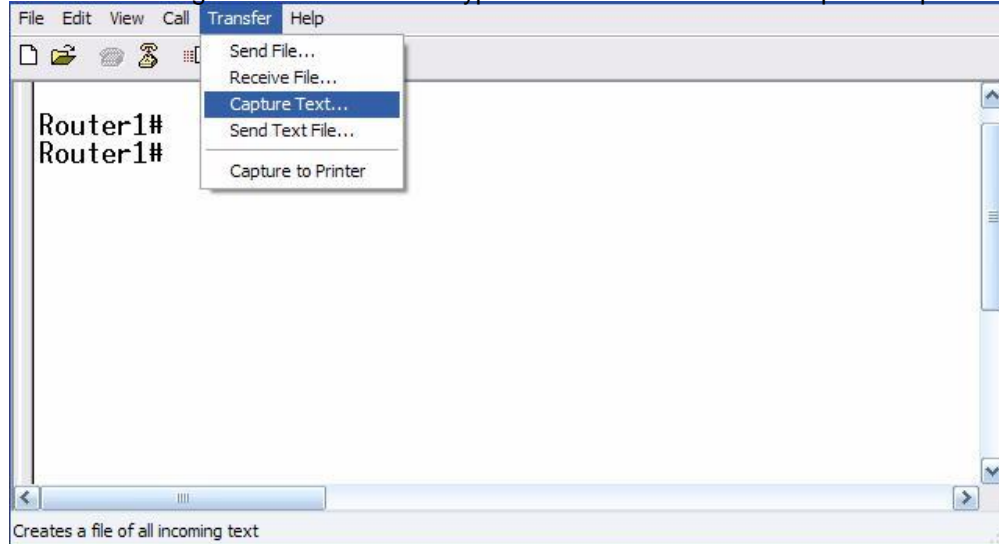 File Edit View Call Transfer Help
Send File...
Receive File...
Capture Text...
Send Text File...
Capture to Printer
Router1#
Router1#
Creates a file of all incoming text